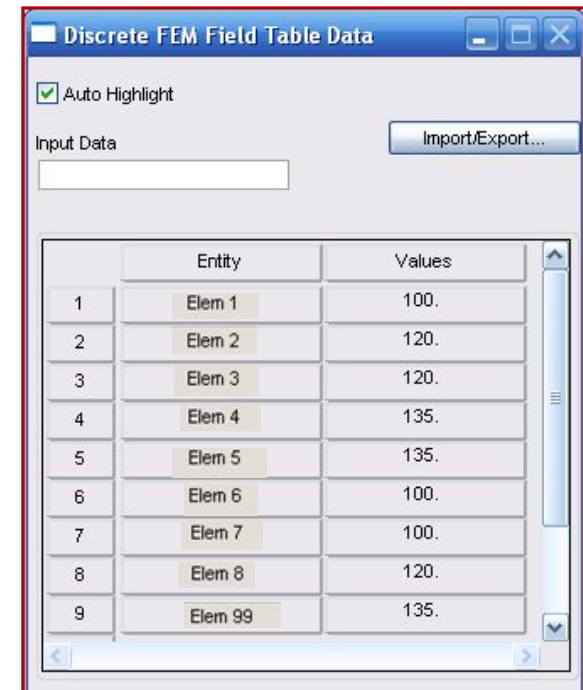 Discrete FEM Field Table Data
Auto Highlight
Input Data
Import/Export...
Entity Values
1 Elem 1 100.
2 Elem 2 120.
3 Elem 3 120.
4 Elem 4 135.
5 Elem 5 135.
6 Elem 6 100.
7 Elem 7 100.
8 Elem 8 120.
9 Elem 99 135.